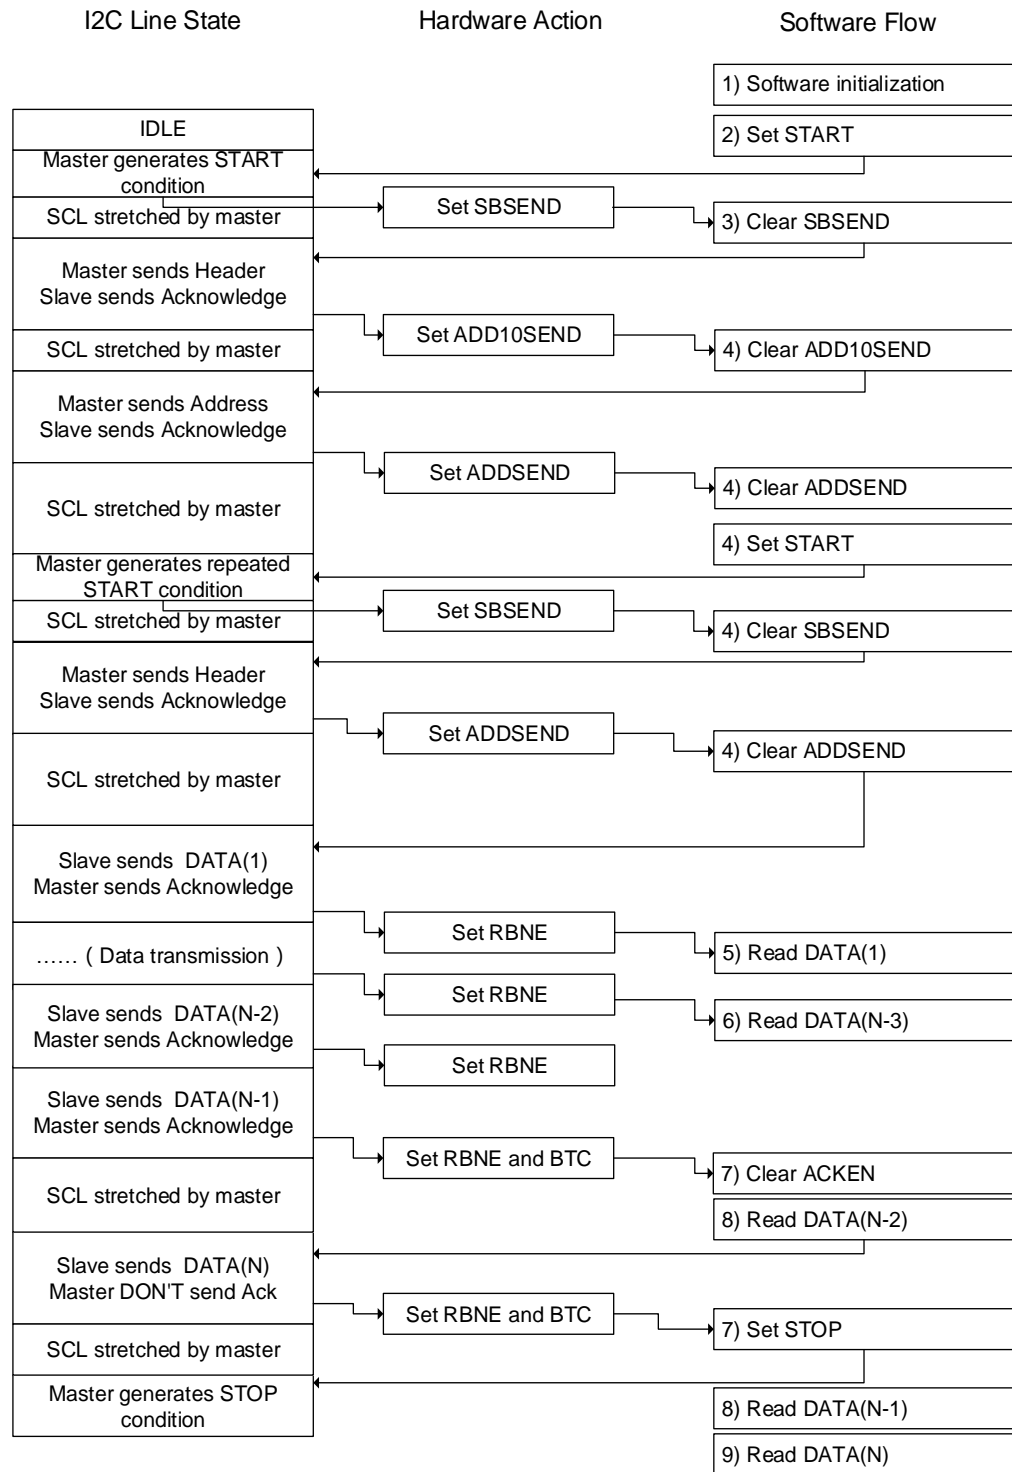 I2C Line State
Hardware Action
Software Flow
1) Software initialization
IDLE
2) Set START
Master generates START
condition
Set SBSEND
SCL stretched by master
3) Clear SBSEND
Master sends Header
Slave sends Acknowledge
Set ADD10SEND
SCL stretched by master
4) Clear ADD10SEND
Master sends Address
Slave sends Acknowledge
Set ADDSEND
4) Clear ADDSEND
SCL stretched by master
4) Set START
Master generates repeated
START condition
Set SBSEND
SCL stretched by master
4) Clear SBSEND
Master sends Header
Slave sends Acknowledge
Set ADDSEND
4) Clear ADDSEND
SCL stretched by master
Slave sends DATA(1)
Master sends Acknowledge
Set RBNE
…… ( Data transmission )
5) Read DATA(1)
Set RBNE
Slave sends DATA(N-2)
Master sends Acknowledge
6) Read DATA(N-3)
Set RBNE
Slave sends DATA(N-1)
Master sends Acknowledge
Set RBNE and BTC
7) Clear ACKEN
SCL stretched by master
8) Read DATA(N-2)
Slave sends DATA(N)
Master DON'T send Ack
Set RBNE and BTC
7) Set STOP
SCL stretched by master
Master generates STOP
condition
8) Read DATA(N-1)
9) Read DATA(N)